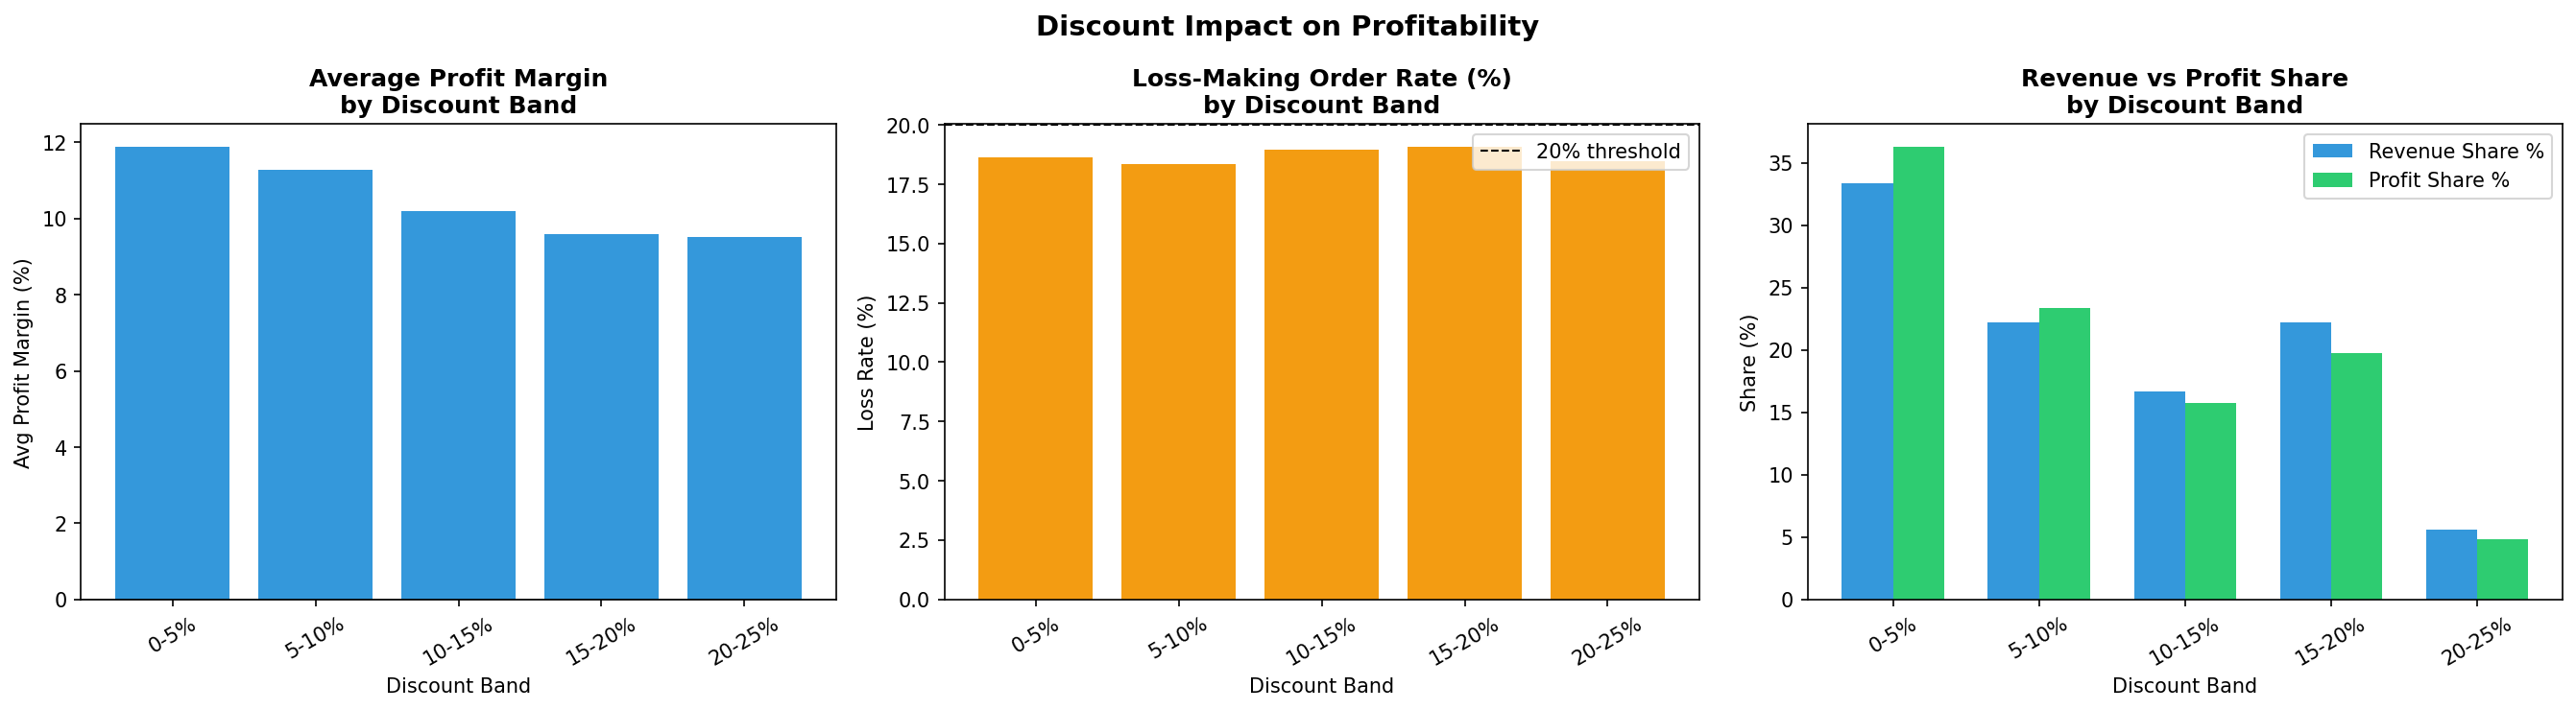 Discount Impact on Profitability
Average Profit Margin
by Discount Band
12
10
8
6
4
2
0
Avg Profit Margin (%)
0-5%
5-10%
10-15%
15-20%
20-25%
Discount Band
Loss-Making Order Rate (%)
by Discount Band
20.0
17.5
15.0
12.5
10.0
7.5
5.0
2.5
0.0
Loss Rate (%)
20% threshold
0-5%
5-10%
10-15%
15-20%
20-25%
Discount Band
Revenue vs Profit Share
by Discount Band
35
30
25
20
15
10
5
0
Share (%)
Revenue Share %
Profit Share %
0-5%
5-10%
10-15%
15-20%
20-25%
Discount Band